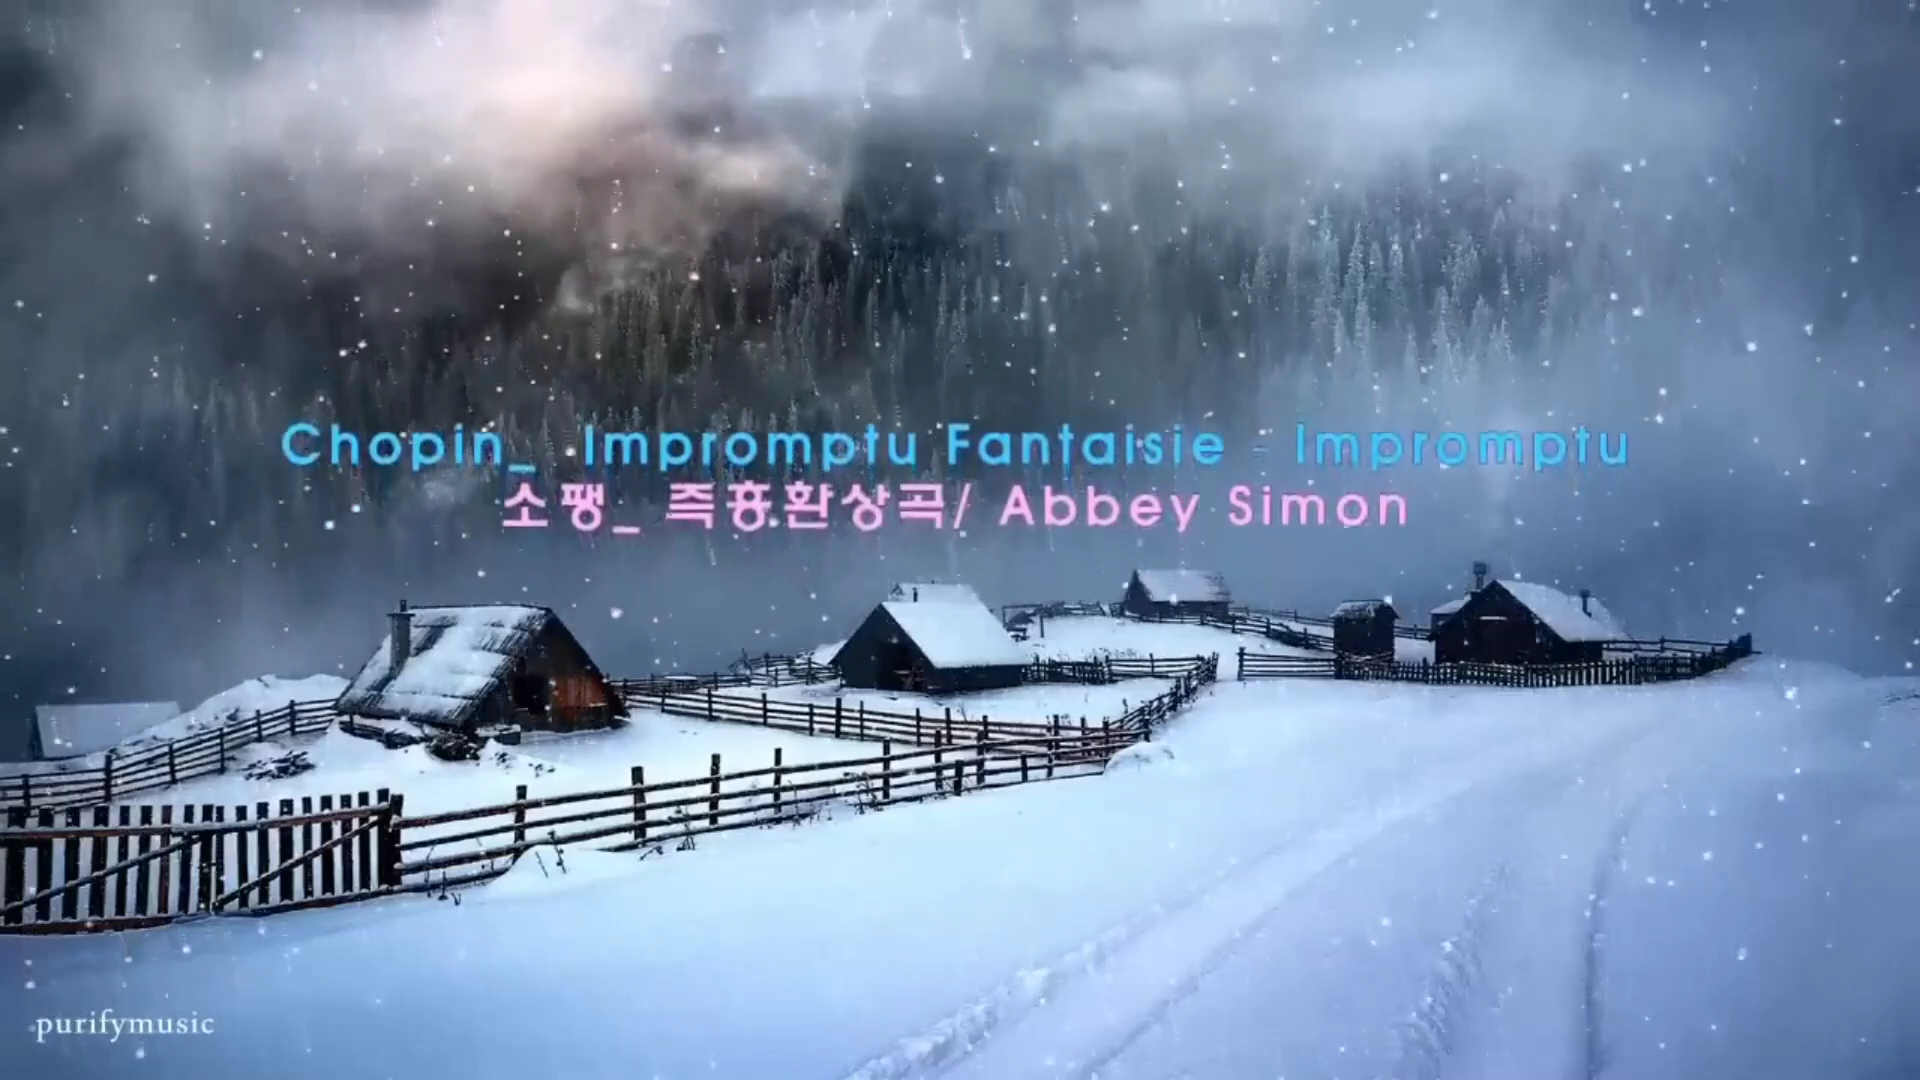 Chopin_ Impromptu Fantaisie - Impromptu
소팽_ 즉흥환상곡/ Abbey Simon
purifymusic